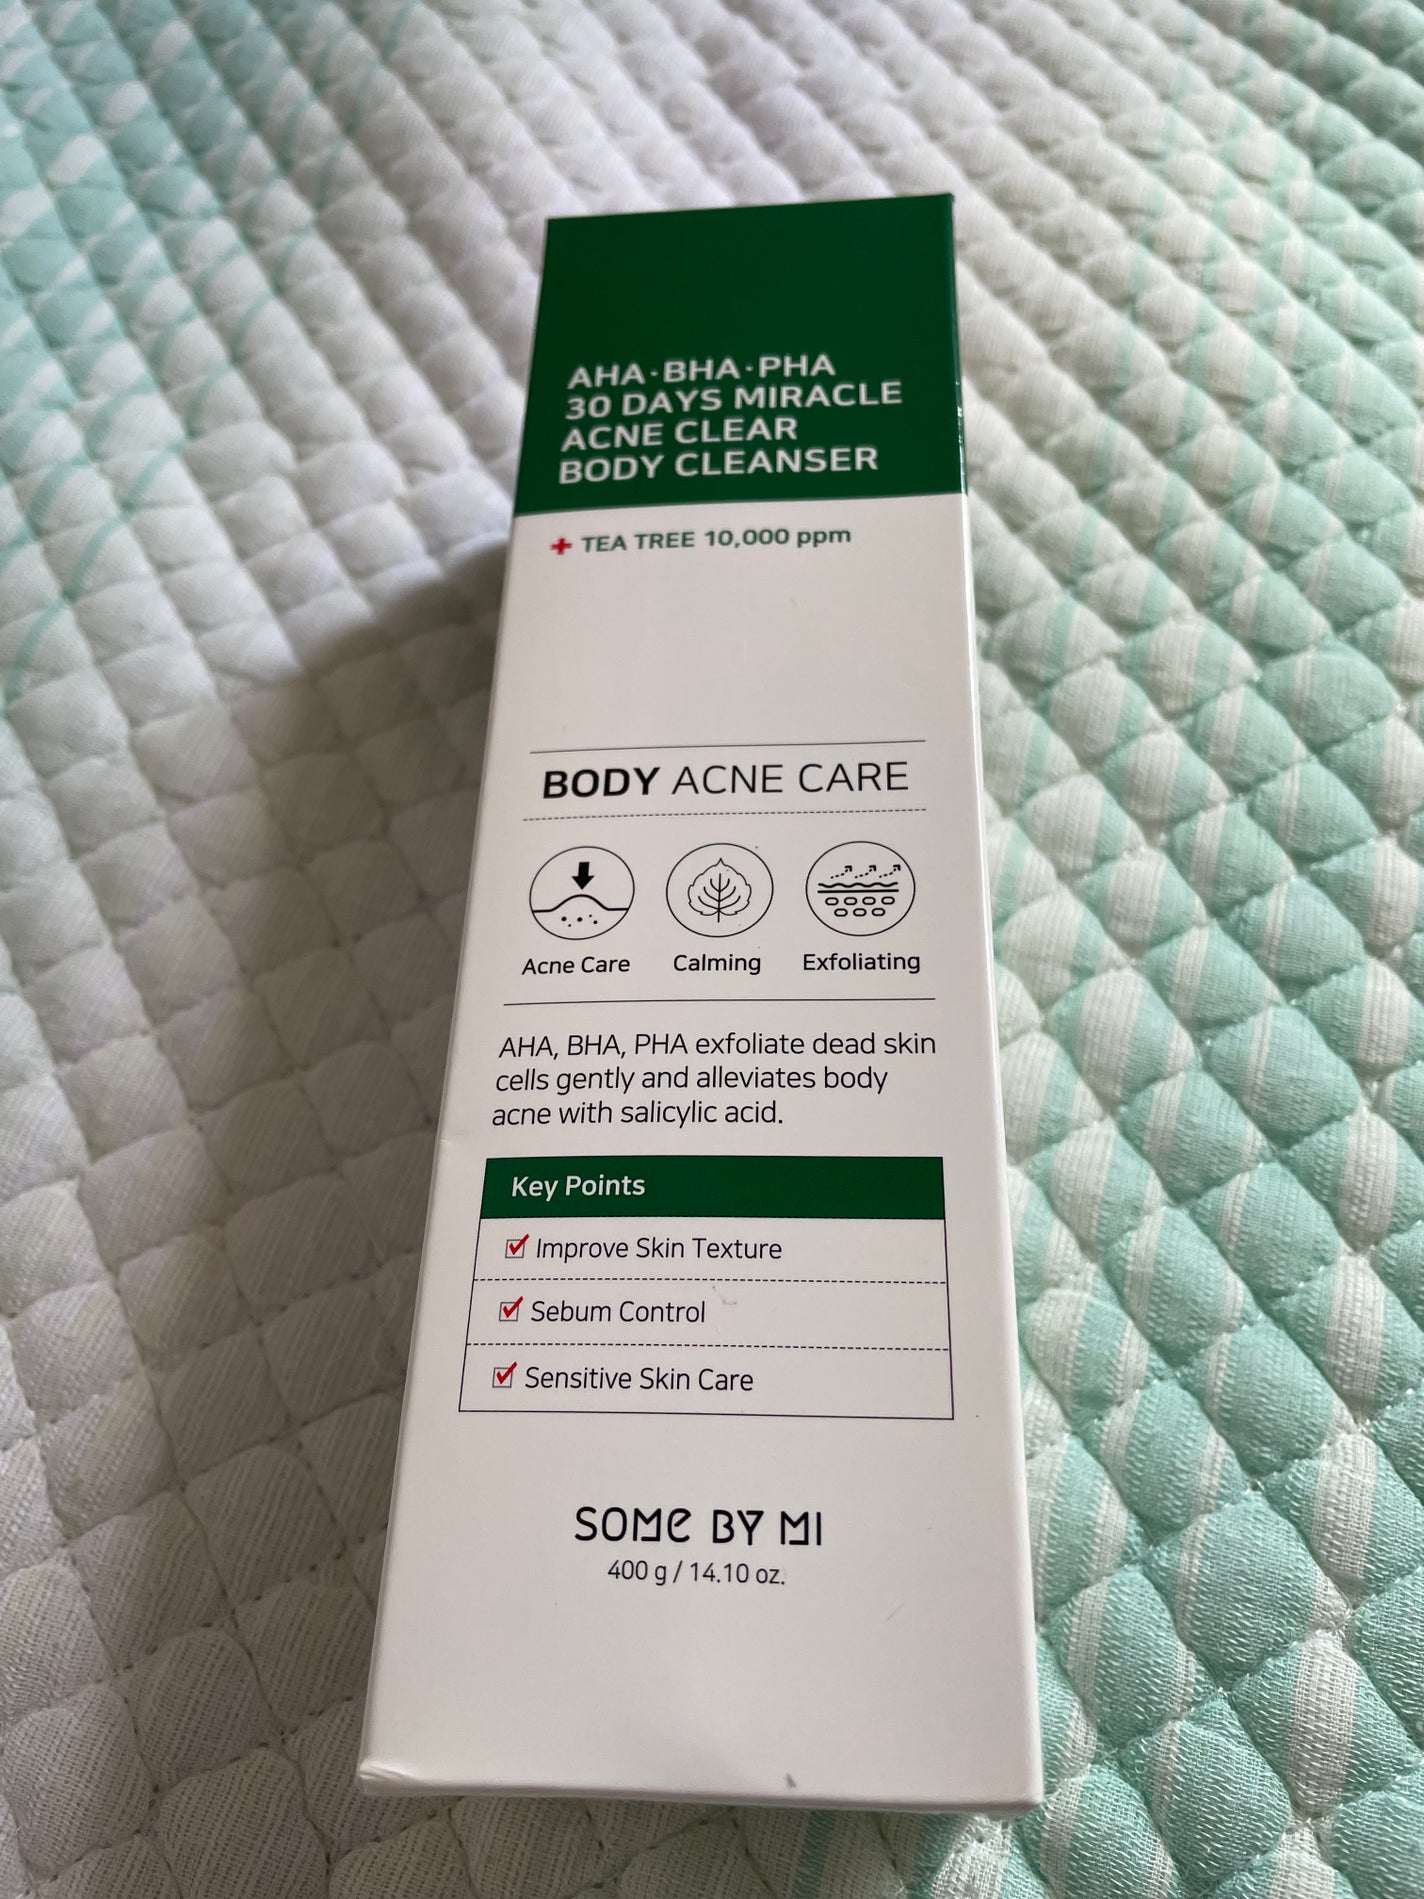 AHA·BHA·PHA
30 DAYS MIRACLE
ACNE CLEAR
BODY CLEANSER
+ TEA TREE 10,000 ppm
BODY ACNE CARE
Acne Care Calming Exfoliating
AHA, BHA, PHA exfoliate dead skin
cells gently and alleviates body
acne with salicylic acid.
Key Points
Improve Skin Texture
Sebum Control
Sensitive Skin Care
SOME BY MI
400 g / 14.10 oz.